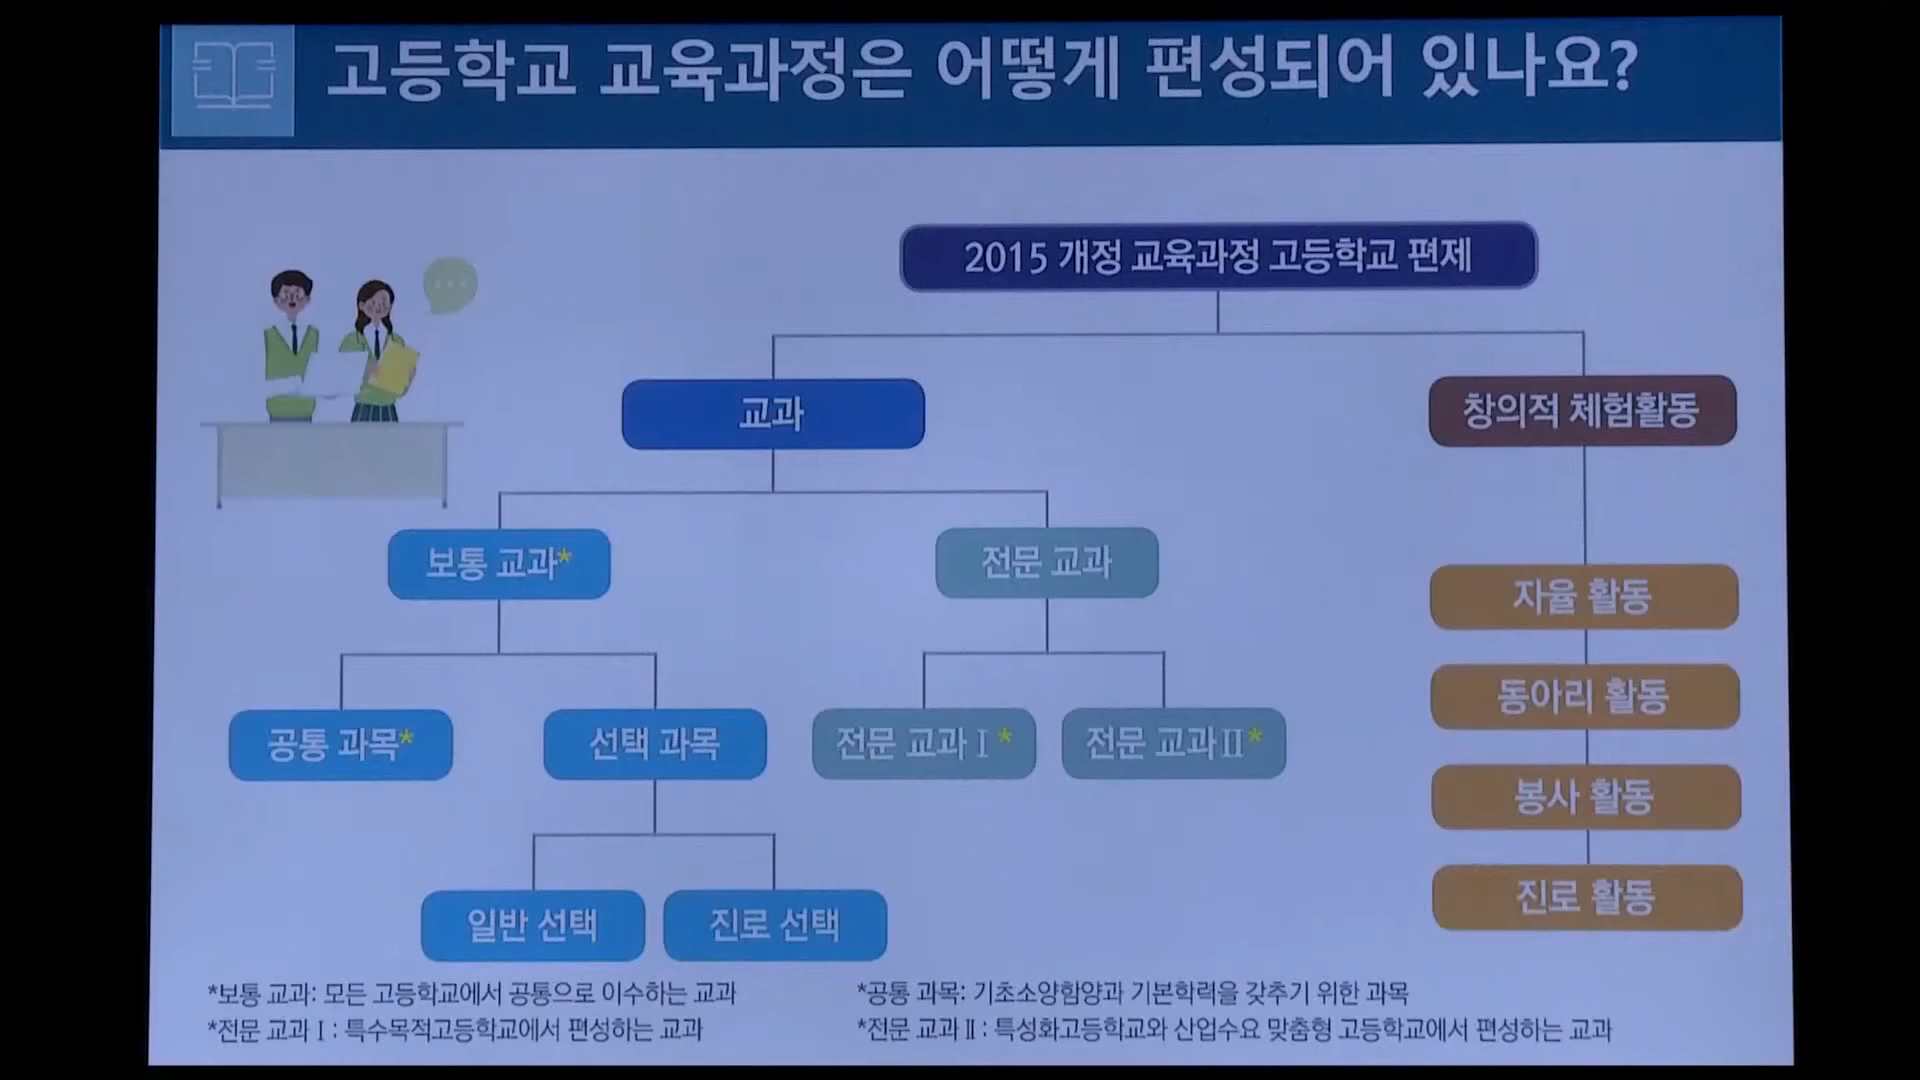 고등학교 교육과정은 어떻게 편성되어 있나요?
2015 개정 교육과정 고등학교 편제
교과
창의적 체험활동
보통 교과*
전문 교과
자율 활동
동아리 활동
공통 과목*
선택 과목
전문 교과Ⅰ*
전문 교과Ⅱ*
봉사 활동
진로 활동
일반 선택
진로 선택
*보통 교과: 모든 고등학교에서 공통으로 이수하는 교과
*공통 과목: 기초소양함양과 기본학력을 갖추기 위한 과목
*전문 교과Ⅰ: 특수목적고등학교에서 편성하는 교과
*전문 교과Ⅱ: 특성화고등학교와 산업수요 맞춤형 고등학교에서 편성하는 교과